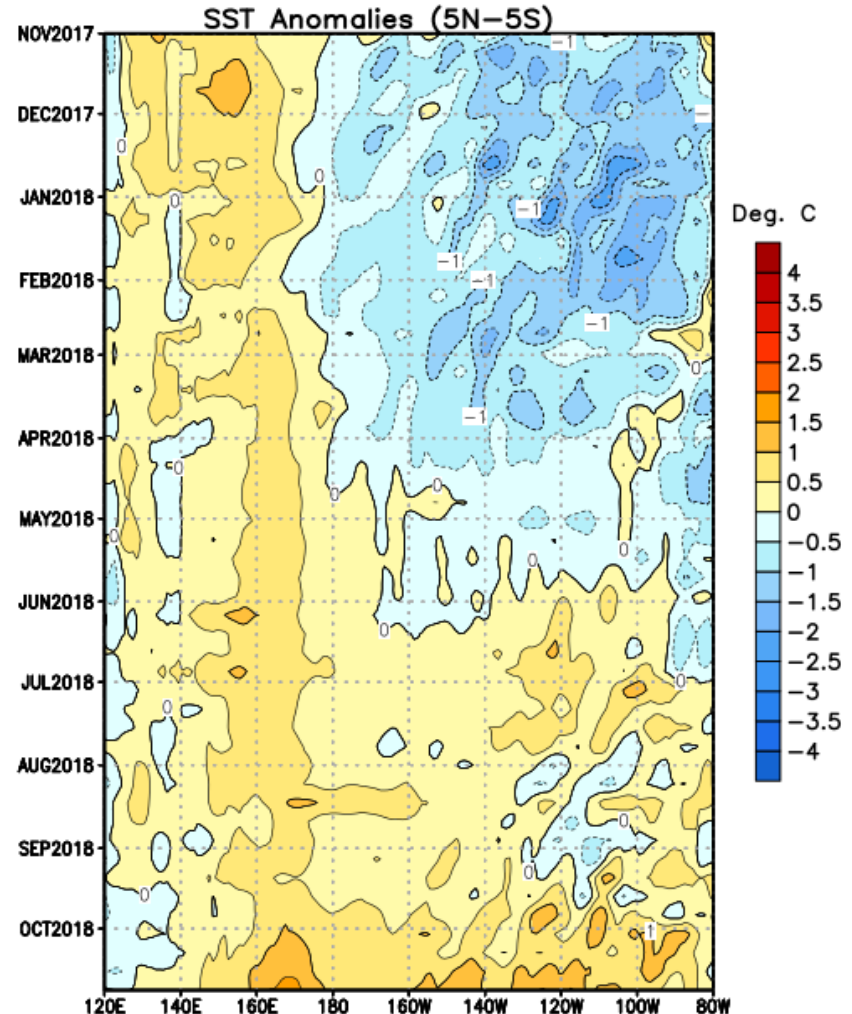 SST Anomalies (5N−5S)
NOV2017
−1
DEC2017
−
0
0
JAN2018
0
−1
−1
FEB2018
−1
−1
MAR2018
0
−1
APR2018
0
0
0
MAY2018
0
0
0
JUN2018
0
JUL2018
0
0
AUG2018
0
SEP2018
0
0
OCT2018
1
120E 140E 160E 180 160W 140W 120W 100W 80W
Deg. C
4
3.5
3
2.5
2
1.5
1
0.5
0
−0.5
−1
−1.5
−2
−2.5
−3
−3.5
−4